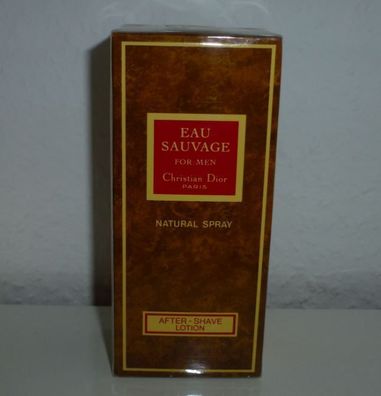 EAU
SAUVAGE
FOR MEN
Christian Dior
PARIS
NATURAL SPRAY
AFTER-SHAVE
LOTION